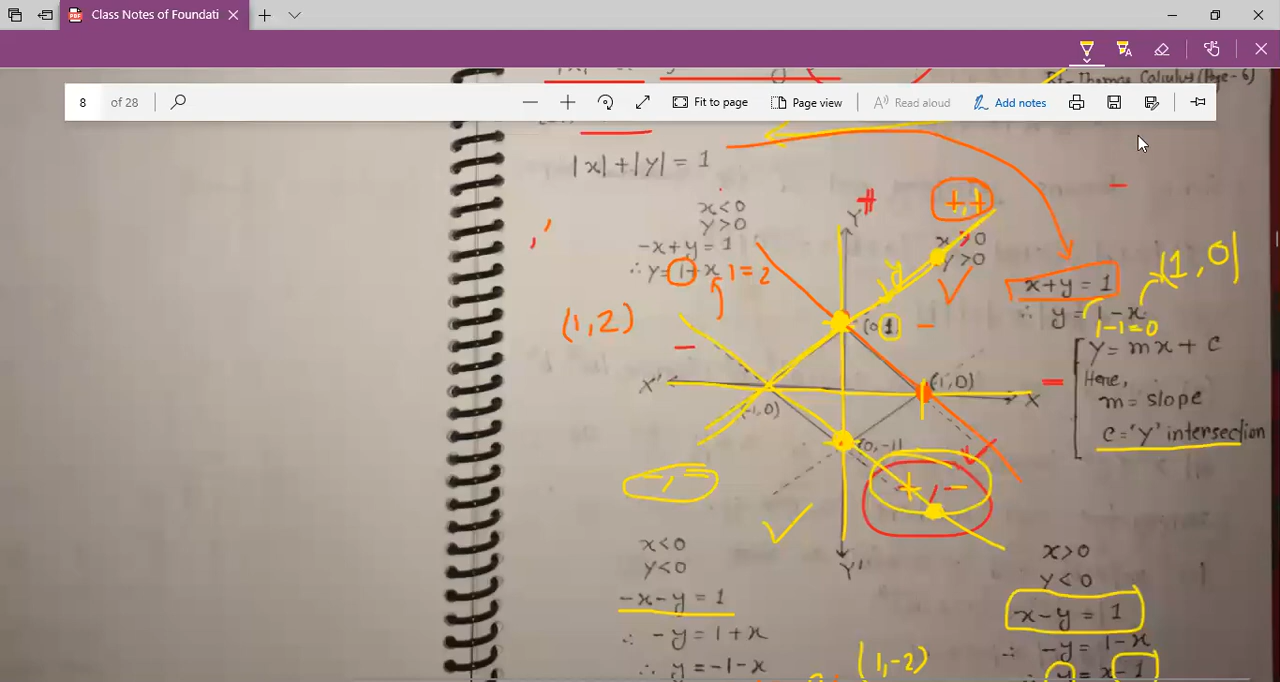 Class Notes of Foundati
8 of 28
Fit to page
Page view
Read aloud
Add notes
Thomas Calculus (Page-6)
|x|+|y| = 1
+
+,+
x<0
y>0
-x+y = 1
∴ y = 1+x
1 = 2
(1,2)
Y
x>0
y>0
y
(0,1)
x+y = 1
∴ y = 1-x
1-1=0
(1,0)
y = mx + c
Here,
m = slope
c = 'Y' intersection
X'
(-1,0)
(1,0)
X
(0,-1)
+,-
-,=
Y'
x<0
y<0
-x-y = 1
∴ -y = 1+x
∴ y = -1-x
x>0
y<0
x-y = 1
∴ -y = 1-x
y = x-1
(1,-2)